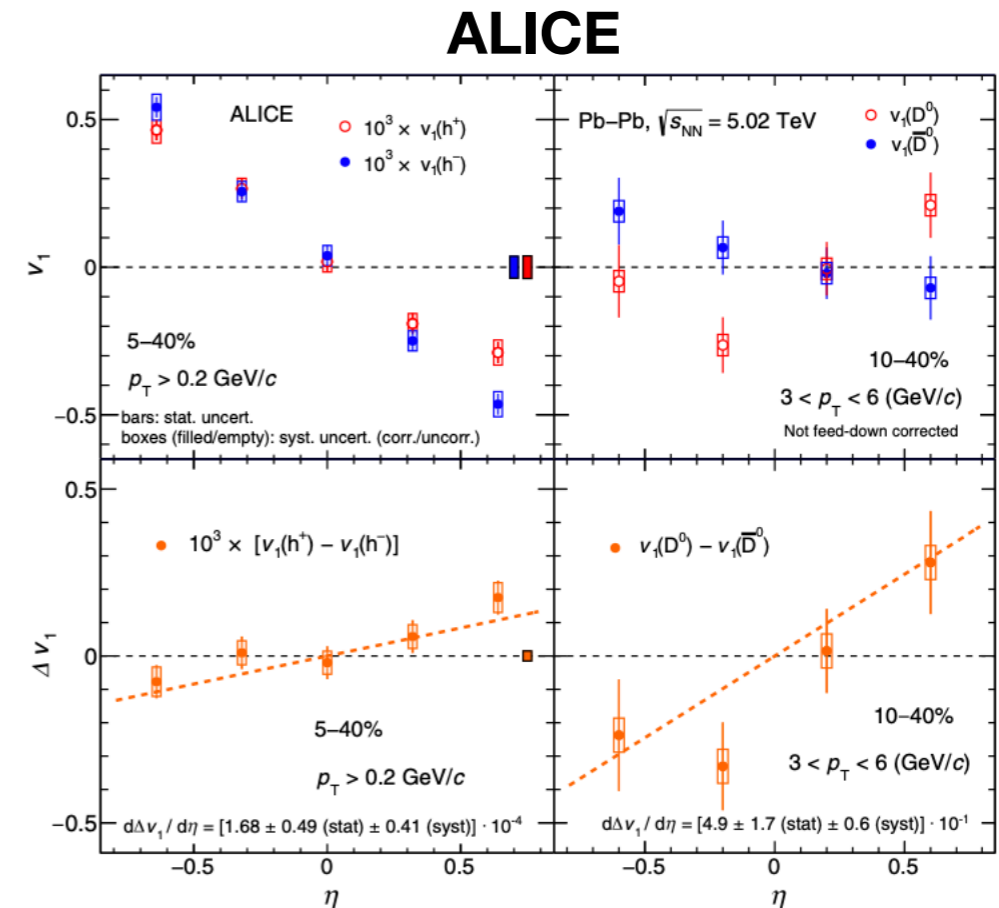 ALICE
ALICE
10³ × v₁(h⁺)
10³ × v₁(h⁻)
Pb–Pb, √s_NN = 5.02 TeV
v₁(D⁰)
v₁(D̅⁰)
v₁
0.5
0
−0.5
5–40%
p_T > 0.2 GeV/c
bars: stat. uncert.
boxes (filled/empty): syst. uncert. (corr./uncorr.)
10–40%
3 < p_T < 6 (GeV/c)
Not feed-down corrected
Δv₁
0.5
0
−0.5
10³ × [v₁(h⁺) − v₁(h⁻)]
5–40%
p_T > 0.2 GeV/c
dΔv₁/dη = [1.68 ± 0.49 (stat) ± 0.41 (syst)] · 10⁻⁴
v₁(D⁰) − v₁(D̅⁰)
10–40%
3 < p_T < 6 (GeV/c)
dΔv₁/dη = [4.9 ± 1.7 (stat) ± 0.6 (syst)] · 10⁻¹
−0.5 0 0.5 −0.5 0 0.5
η η